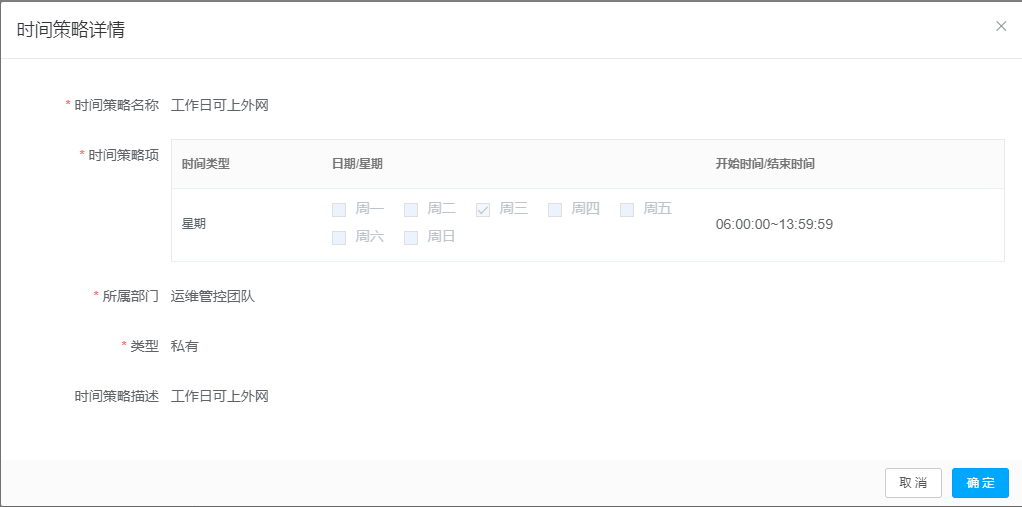 时间策略详情
* 时间策略名称 工作日可上外网
* 时间策略项
时间类型 日期/星期 开始时间/结束时间
星期 周一 周二 周三 周四 周五 周六 周日 06:00:00~13:59:59
* 所属部门 运维管控团队
* 类型 私有
时间策略描述 工作日可上外网
取消 确定